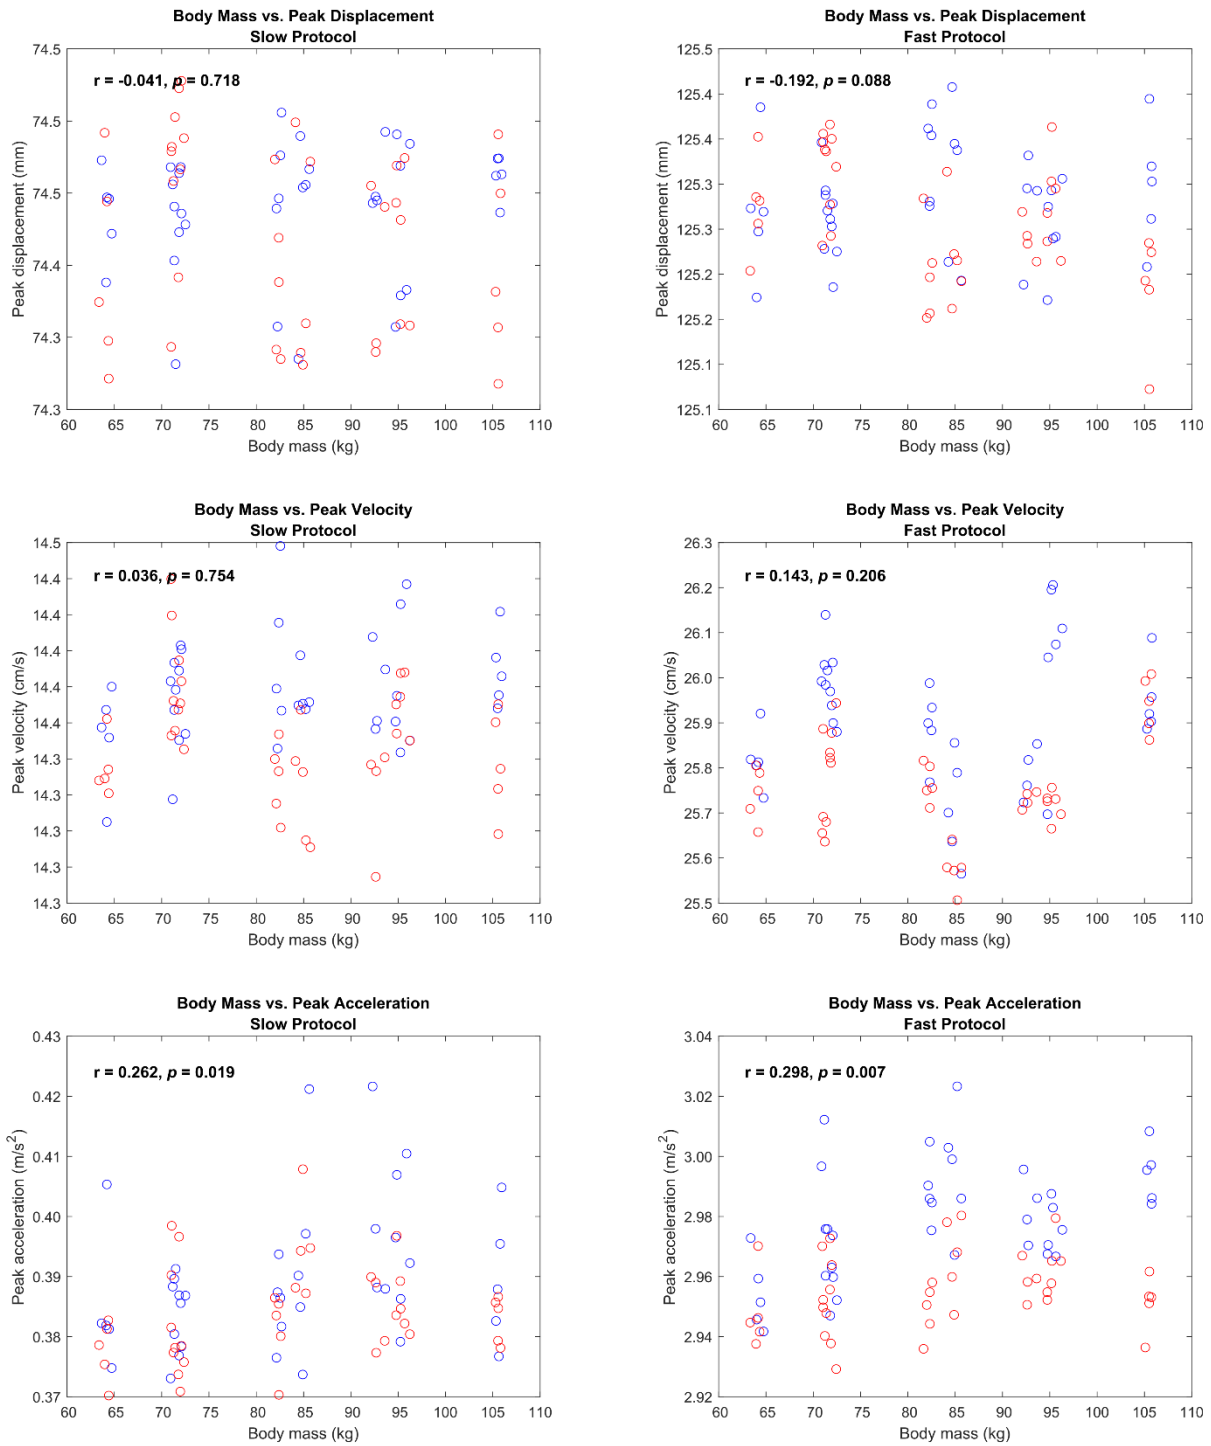 Body Mass vs. Peak Displacement
Slow Protocol
r = -0.041, p = 0.718
Peak displacement (mm)
74.5
74.5
74.5
74.4
74.3
74.3
60 65 70 75 80 85 90 95 100 105 110
Body mass (kg)
Body Mass vs. Peak Displacement
Fast Protocol
r = -0.192, p = 0.088
Peak displacement (mm)
125.5
125.4
125.4
125.3
125.3
125.2
125.2
125.1
125.1
60 65 70 75 80 85 90 95 100 105 110
Body mass (kg)
Body Mass vs. Peak Velocity
Slow Protocol
r = 0.036, p = 0.754
Peak velocity (cm/s)
14.5
14.4
14.4
14.4
14.4
14.4
14.3
14.3
14.3
14.3
14.3
60 65 70 75 80 85 90 95 100 105 110
Body mass (kg)
Body Mass vs. Peak Velocity
Fast Protocol
r = 0.143, p = 0.206
Peak velocity (cm/s)
26.3
26.2
26.1
26.0
25.9
25.8
25.7
25.6
25.5
60 65 70 75 80 85 90 95 100 105 110
Body mass (kg)
Body Mass vs. Peak Acceleration
Slow Protocol
r = 0.262, p = 0.019
Peak acceleration (m/s²)
0.43
0.42
0.41
0.40
0.39
0.38
0.37
60 65 70 75 80 85 90 95 100 105 110
Body mass (kg)
Body Mass vs. Peak Acceleration
Fast Protocol
r = 0.298, p = 0.007
Peak acceleration (m/s²)
3.04
3.02
3.00
2.98
2.96
2.94
2.92
60 65 70 75 80 85 90 95 100 105 110
Body mass (kg)